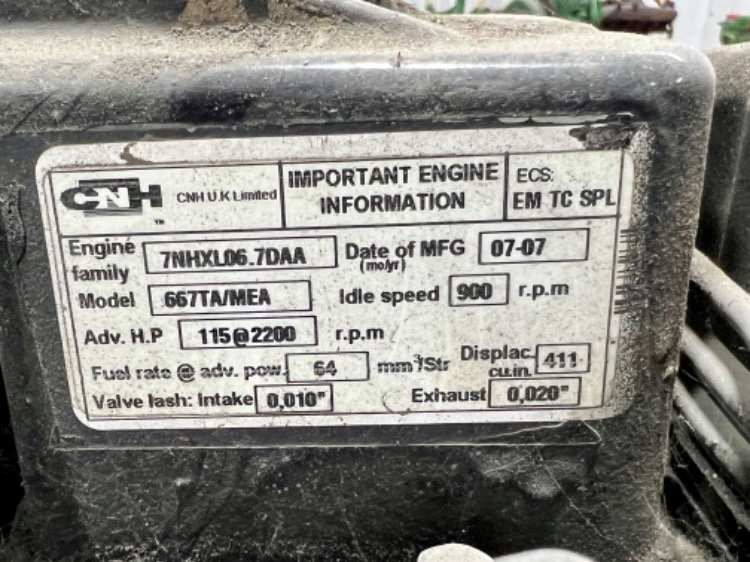 CNH CNH U.K Limited IMPORTANT ENGINE INFORMATION ECS: EM TC SPL
™
Engine family 7NHXL06.7DAA Date of MFG (mo/yr) 07-07
Model 667TA/MEA Idle speed 900 r.p.m
Adv. H.P 115@2200 r.p.m
Fuel rate @ adv. pow. 64 mm³/Str Displac. cu.in. 411
Valve lash: Intake 0,010" Exhaust 0,020"